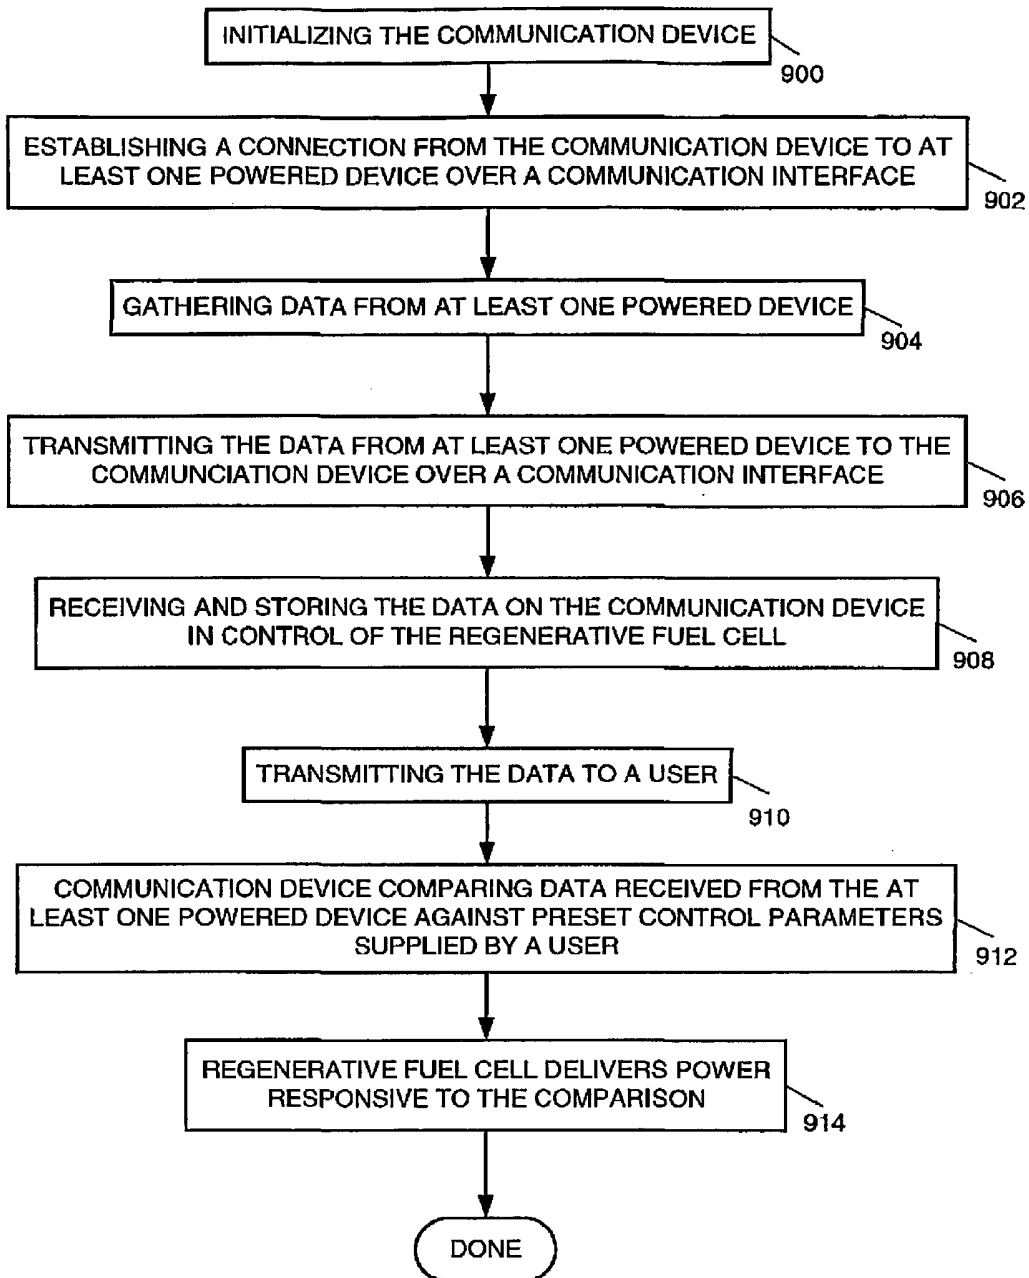 INITIALIZING THE COMMUNICATION DEVICE
900
ESTABLISHING A CONNECTION FROM THE COMMUNICATION DEVICE TO AT
LEAST ONE POWERED DEVICE OVER A COMMUNICATION INTERFACE
902
GATHERING DATA FROM AT LEAST ONE POWERED DEVICE
904
TRANSMITTING THE DATA FROM AT LEAST ONE POWERED DEVICE TO THE
COMMUNCIATION DEVICE OVER A COMMUNICATION INTERFACE
906
RECEIVING AND STORING THE DATA ON THE COMMUNICATION DEVICE
IN CONTROL OF THE REGENERATIVE FUEL CELL
908
TRANSMITTING THE DATA TO A USER
910
COMMUNICATION DEVICE COMPARING DATA RECEIVED FROM THE AT
LEAST ONE POWERED DEVICE AGAINST PRESET CONTROL PARAMETERS
SUPPLIED BY A USER
912
REGENERATIVE FUEL CELL DELIVERS POWER
RESPONSIVE TO THE COMPARISON
914
DONE